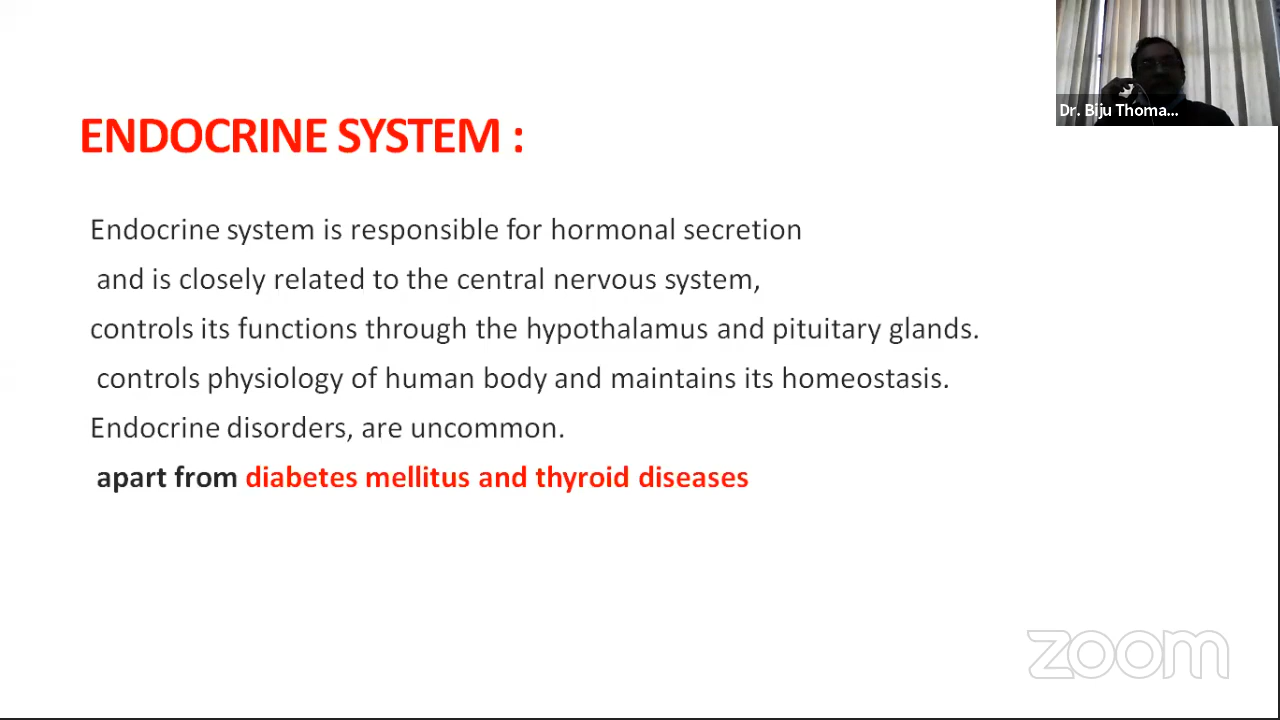 Dr. Biju Thoma...
ENDOCRINE SYSTEM :
Endocrine system is responsible for hormonal secretion
and is closely related to the central nervous system,
controls its functions through the hypothalamus and pituitary glands.
controls physiology of human body and maintains its homeostasis.
Endocrine disorders, are uncommon.
apart from diabetes mellitus and thyroid diseases
zoom